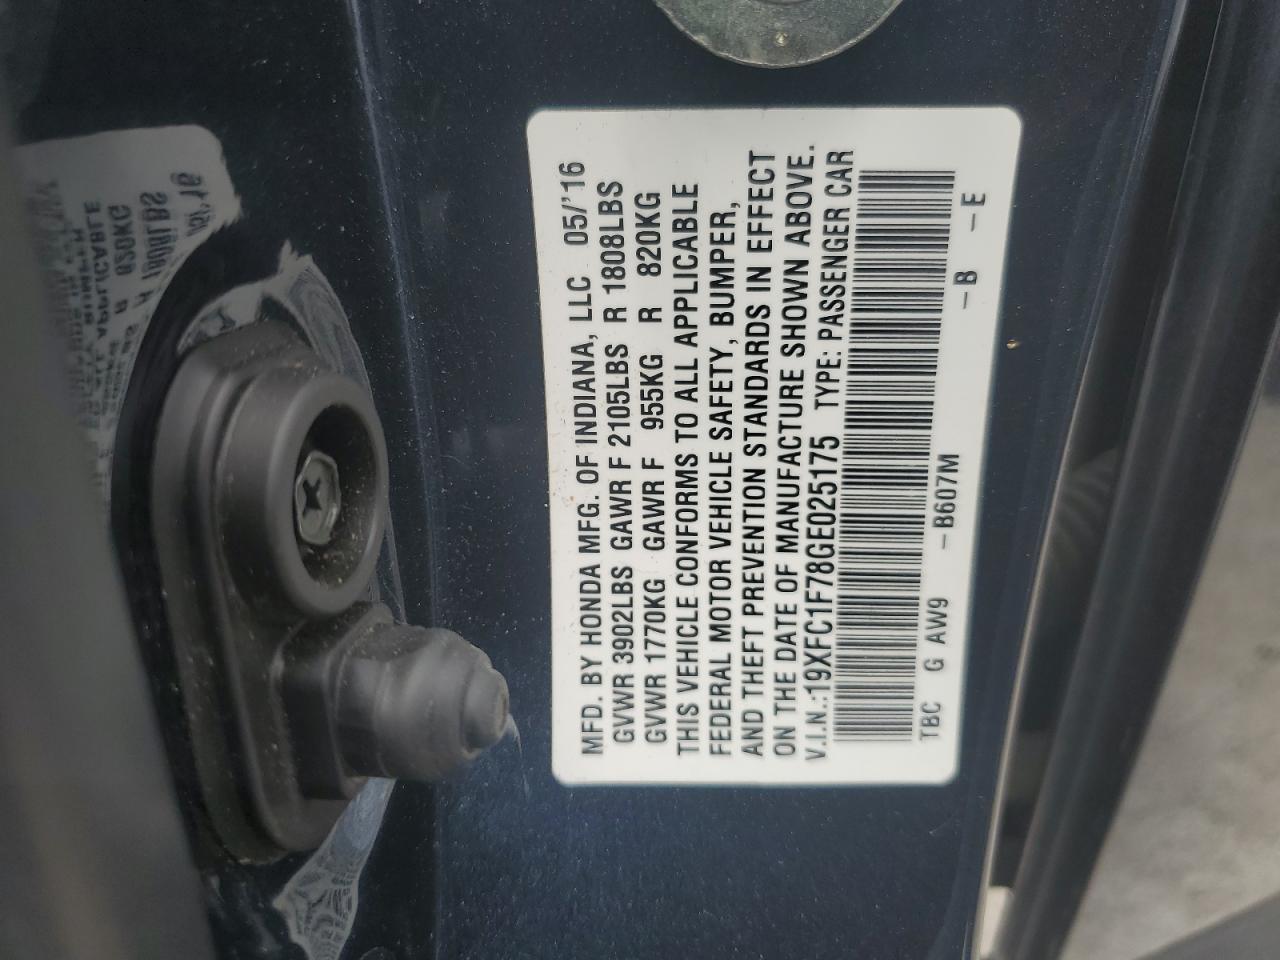 MFD. BY HONDA MFG. OF INDIANA, LLC 05/'16
GVWR 3902LBS GAWR F 2105LBS R 1808LBS
GVWR 1770KG GAWR F 955KG R 820KG
THIS VEHICLE CONFORMS TO ALL APPLICABLE
FEDERAL MOTOR VEHICLE SAFETY, BUMPER,
AND THEFT PREVENTION STANDARDS IN EFFECT
ON THE DATE OF MANUFACTURE SHOWN ABOVE.
V.I.N.:19XFC1F78GE025175 TYPE: PASSENGER CAR
TBC G AW9 -B607M -B -E